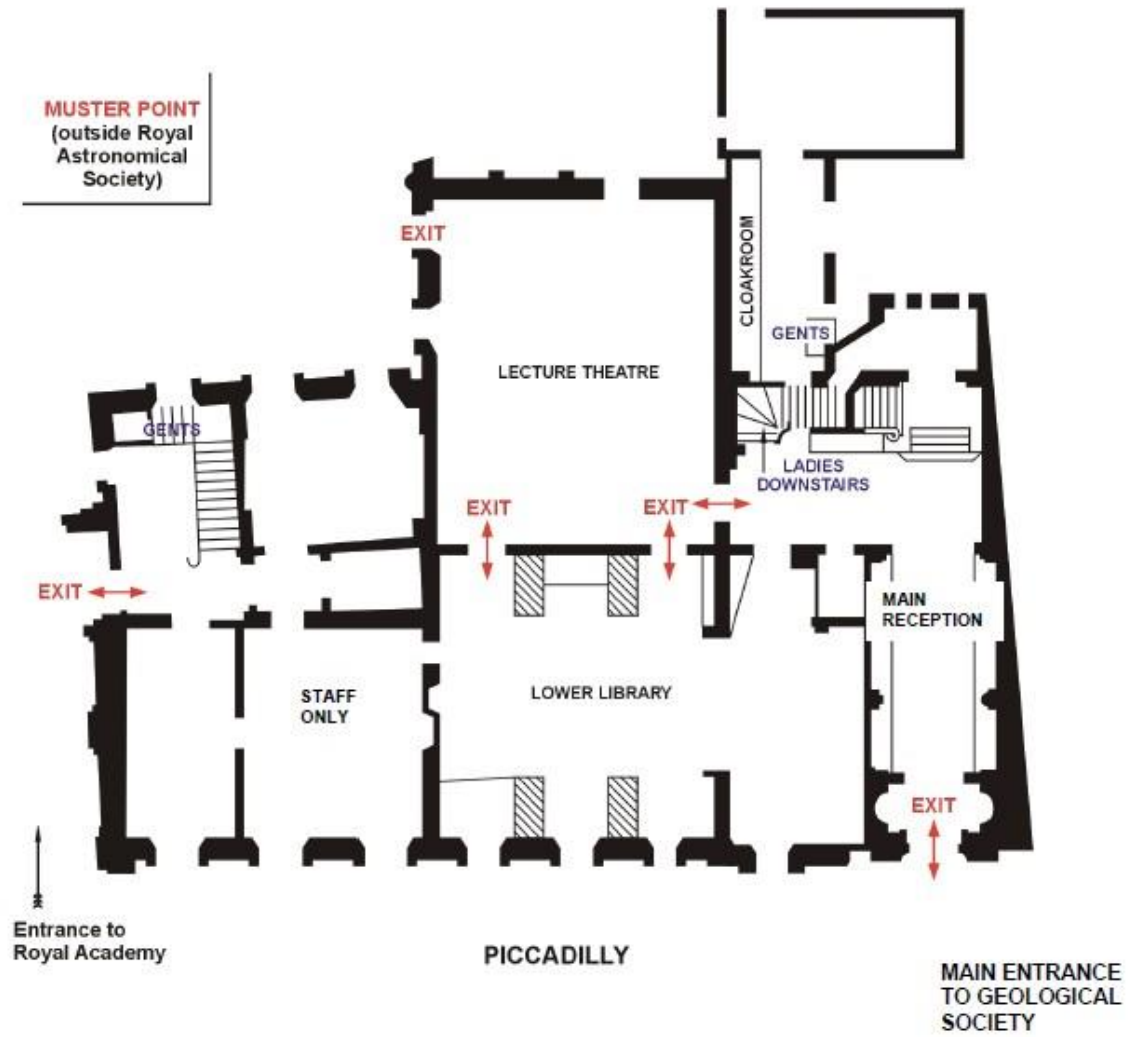 MUSTER POINT
(outside Royal
Astronomical
Society)
EXIT
CLOAKROOM
GENTS
LECTURE THEATRE
GENTS
LADIES
DOWNSTAIRS
EXIT
EXIT
EXIT
MAIN
RECEPTION
STAFF
ONLY
LOWER LIBRARY
EXIT
Entrance to
Royal Academy
PICCADILLY
MAIN ENTRANCE
TO GEOLOGICAL
SOCIETY